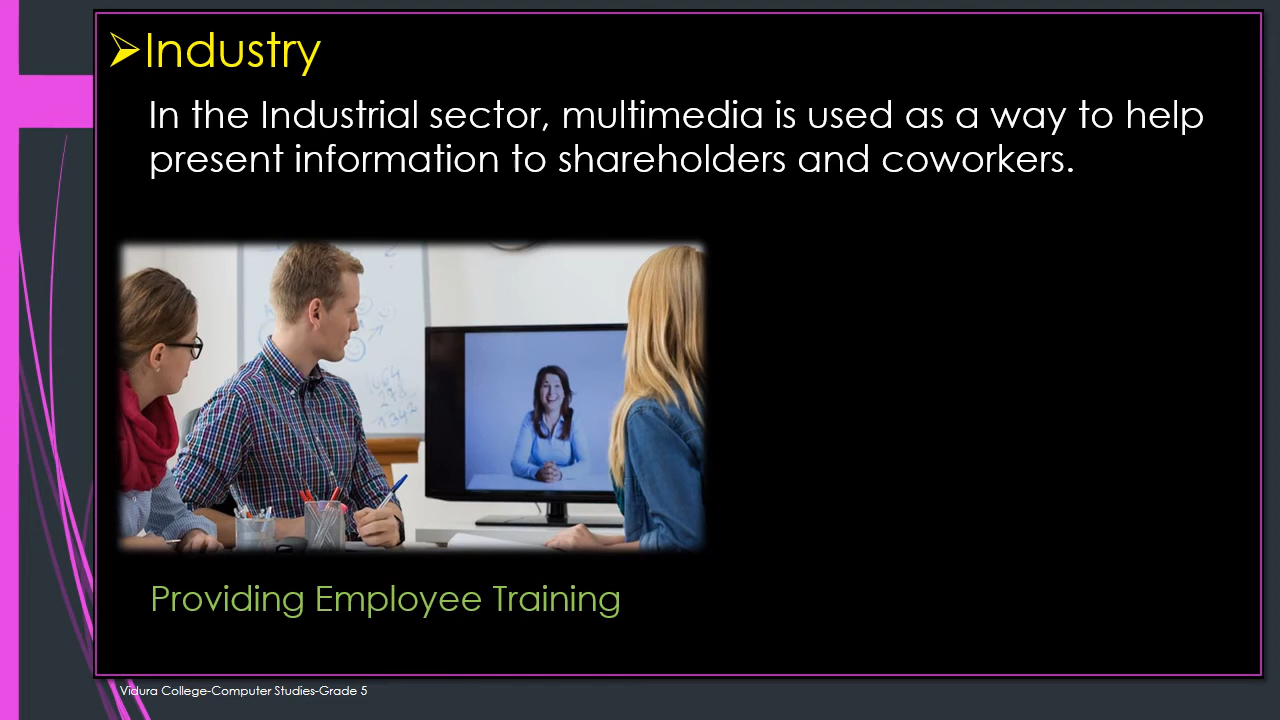 Industry
In the Industrial sector, multimedia is used as a way to help
present information to shareholders and coworkers.
Providing Employee Training
Vidura College-Computer Studies-Grade 5